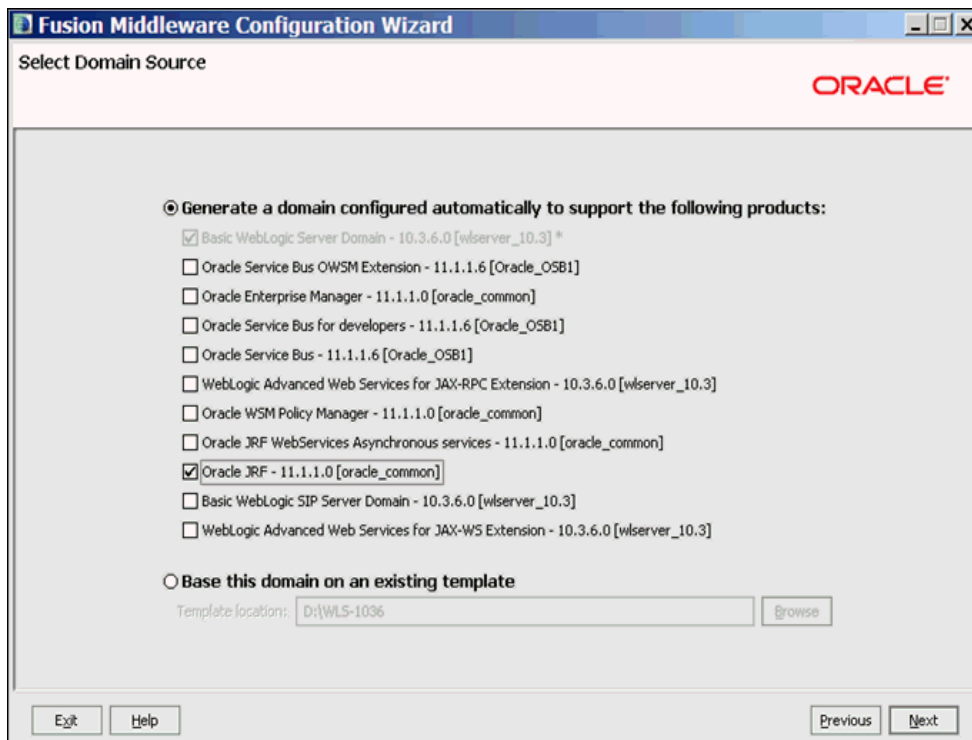 Fusion Middleware Configuration Wizard
Select Domain Source
ORACLE
Generate a domain configured automatically to support the following products:
Basic WebLogic Server Domain - 10.3.6.0 [wlserver_10.3] *
Oracle Service Bus OWSM Extension - 11.1.1.6 [Oracle_OSB1]
Oracle Enterprise Manager - 11.1.1.0 [oracle_common]
Oracle Service Bus for developers - 11.1.1.6 [Oracle_OSB1]
Oracle Service Bus - 11.1.1.6 [Oracle_OSB1]
WebLogic Advanced Web Services for JAX-RPC Extension - 10.3.6.0 [wlserver_10.3]
Oracle WSM Policy Manager - 11.1.1.0 [oracle_common]
Oracle JRF WebServices Asynchronous services - 11.1.1.0 [oracle_common]
Oracle JRF - 11.1.1.0 [oracle_common]
Basic WebLogic SIP Server Domain - 10.3.6.0 [wlserver_10.3]
WebLogic Advanced Web Services for JAX-WS Extension - 10.3.6.0 [wlserver_10.3]
Base this domain on an existing template
Template location: D:\WLS-1036 Browse
Exit Help Previous Next